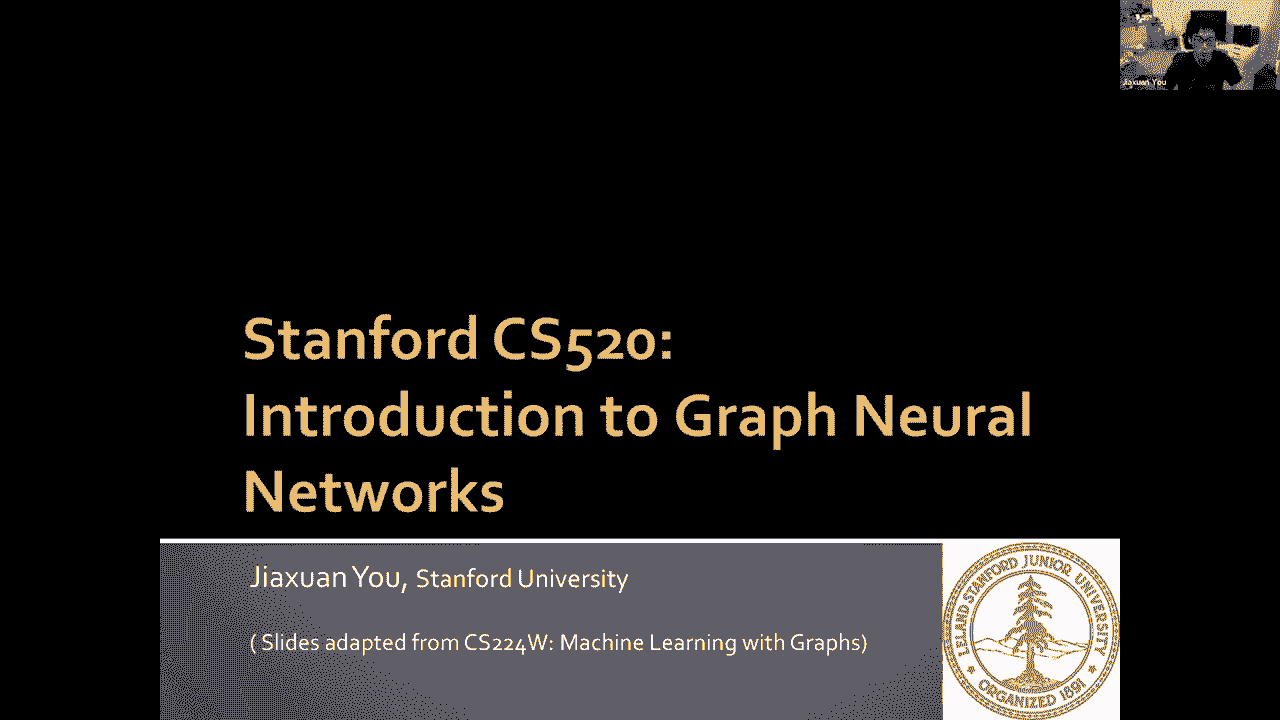 Jiaxuan You
Stanford CS520:
Introduction to Graph Neural
Networks
Jiaxuan You, Stanford University
( Slides adapted from CS224W: Machine Learning with Graphs)
LELAND STANFORD JUNIOR UNIVERSITY
ORGANIZED 1891